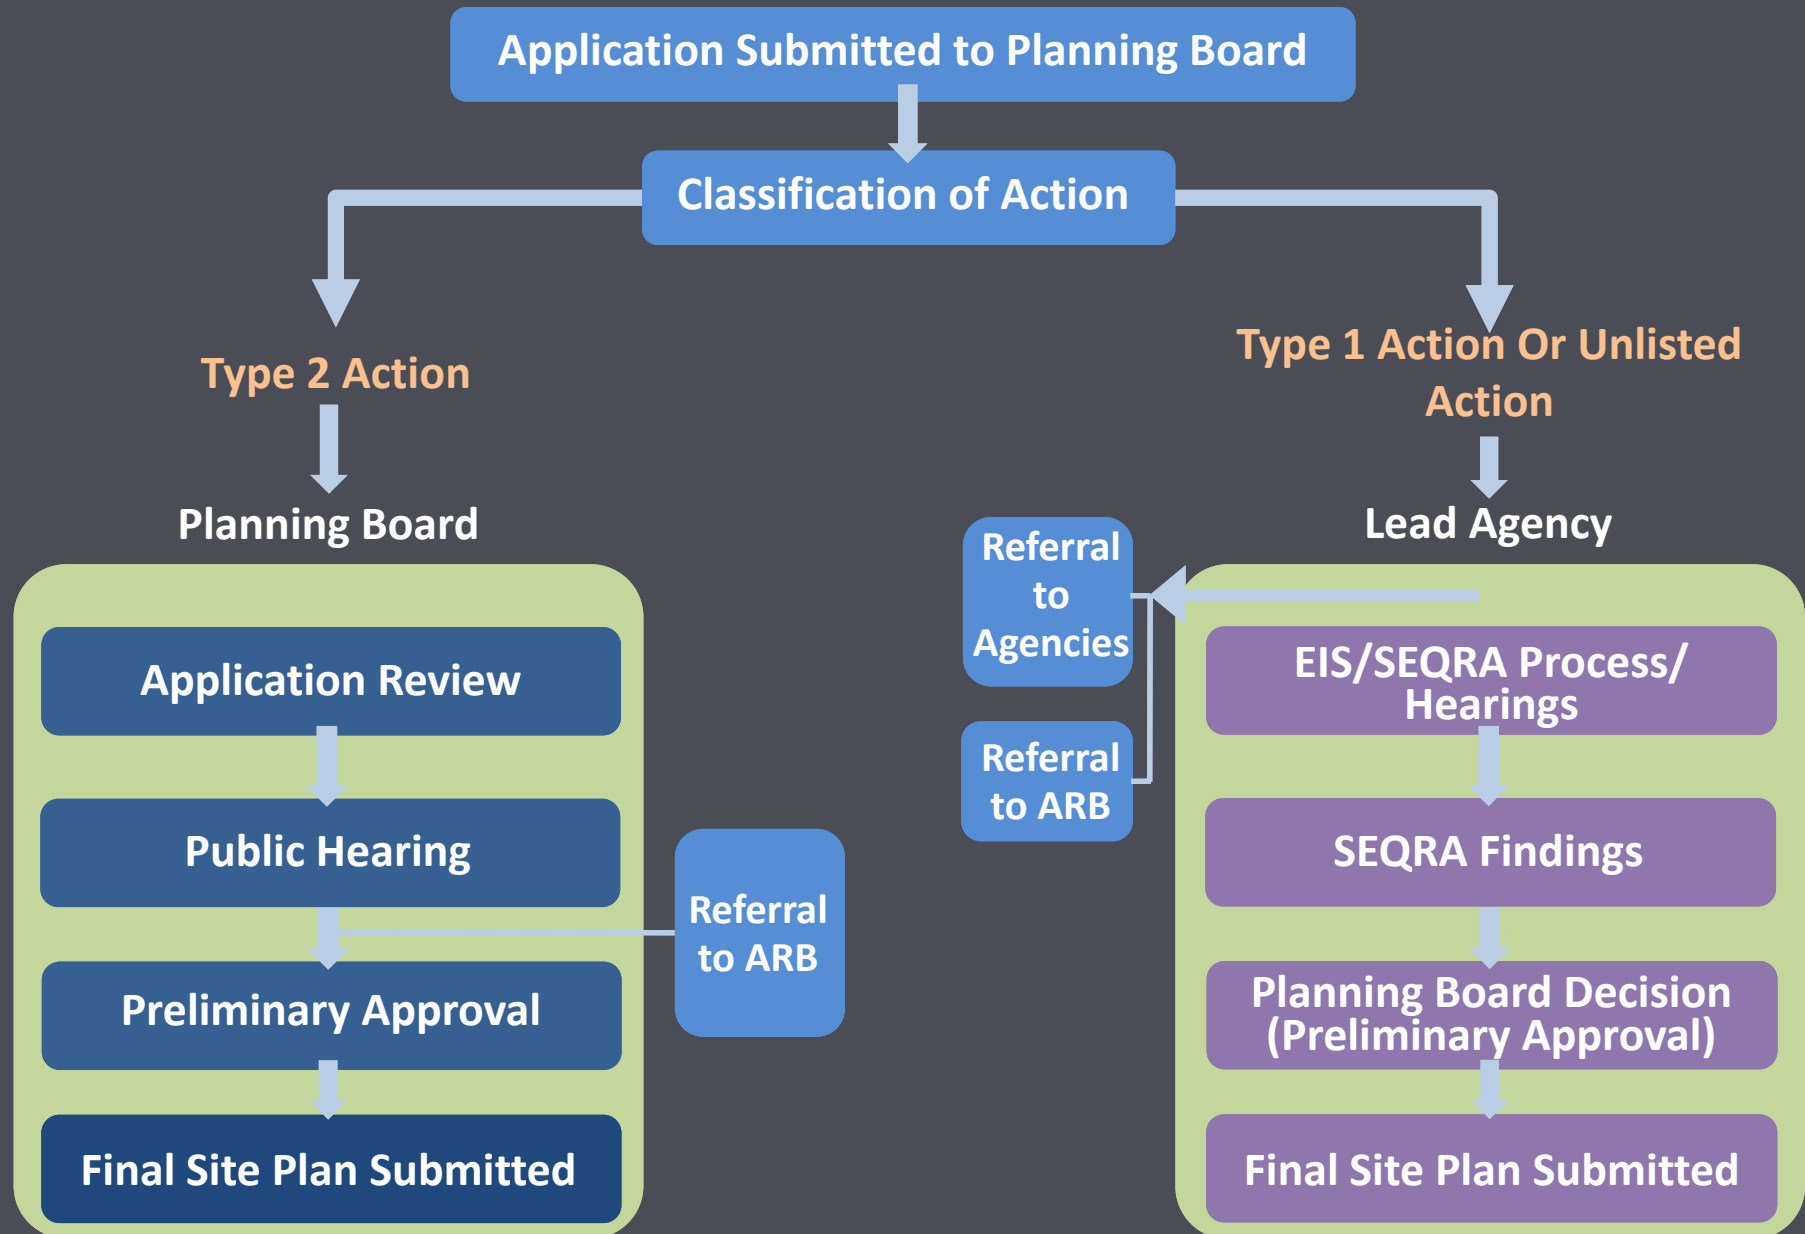 Application Submitted to Planning Board
Classification of Action
Type 2 Action
Planning Board
Application Review
Public Hearing
Referral
to ARB
Preliminary Approval
Final Site Plan Submitted
Type 1 Action Or Unlisted
Action
Lead Agency
Referral
to
Agencies
Referral
to ARB
EIS/SEQRA Process/
Hearings
SEQRA Findings
Planning Board Decision
(Preliminary Approval)
Final Site Plan Submitted